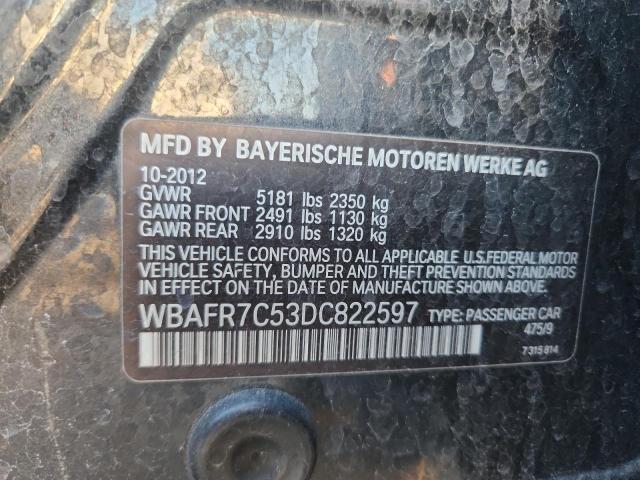 MFD BY BAYERISCHE MOTOREN WERKE AG
10-2012
GVWR 5181 lbs 2350 kg
GAWR FRONT 2491 lbs 1130 kg
GAWR REAR 2910 lbs 1320 kg
THIS VEHICLE CONFORMS TO ALL APPLICABLE U.S.FEDERAL MOTOR
VEHICLE SAFETY, BUMPER AND THEFT PREVENTION STANDARDS
IN EFFECT ON THE DATE OF MANUFACTURE SHOWN ABOVE.
WBAFR7C53DC822597 TYPE: PASSENGER CAR
475/9
7315814